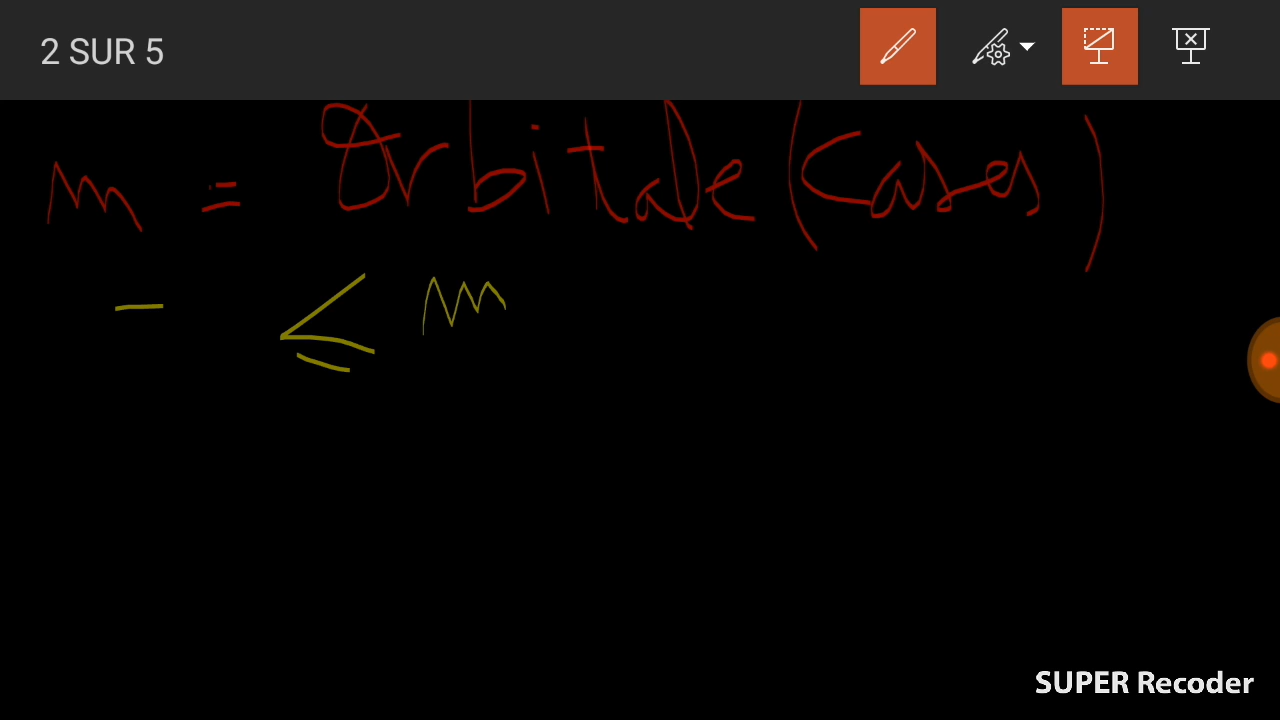 2 SUR 5
m = Orbitale (Cases)
- ≤ m
SUPER Recoder